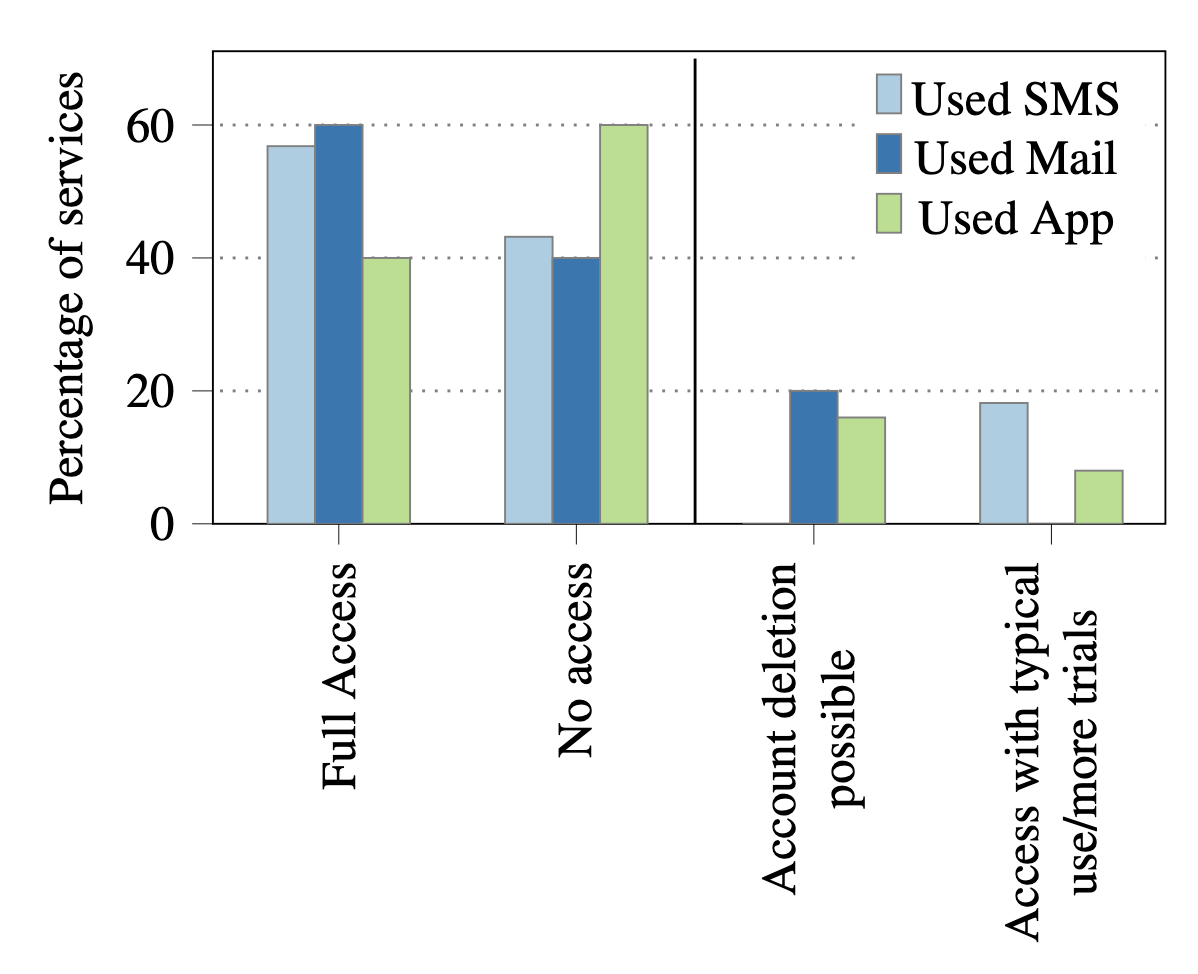 Percentage of services
60
40
20
0
Used SMS
Used Mail
Used App
Full Access
No access
Account deletion
possible
Access with typical
use/more trials